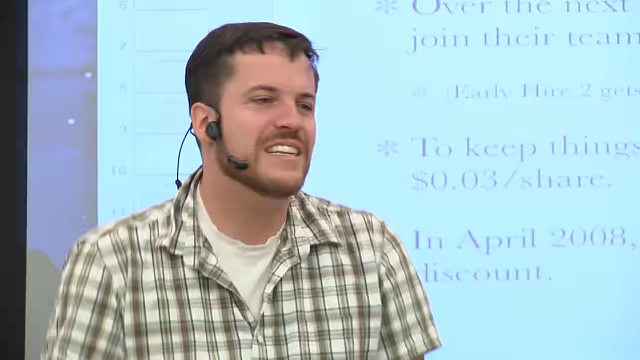 6
* Over the next
7
join their team
8
* (Early Hire 2 gets
9
* To keep things
10
$0.03/share.
11
In April 2008,
discount.